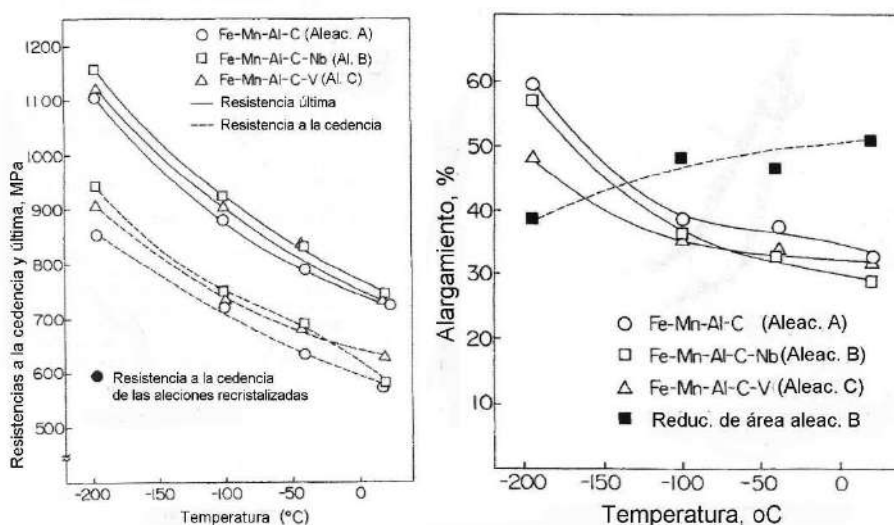 Resistencias a la cedencia y última, MPa
1200
1100
1000
900
800
700
600
500
○ Fe-Mn-Al-C (Aleac. A)
□ Fe-Mn-Al-C-Nb (Al. B)
△ Fe-Mn-Al-C-V (Al. C)
Resistencia última
Resistencia a la cedencia
● Resistencia a la cedencia
de las aleciones recristalizadas
-200 -150 -100 -50 0
Temperatura (°C)
Alargamiento, %
60
50
40
30
20
10
○ Fe-Mn-Al-C (Aleac. A)
□ Fe-Mn-Al-C-Nb (Aleac. B)
△ Fe-Mn-Al-C-V (Aleac. C)
■ Reduc. de área aleac. B
-200 -150 -100 -50 0
Temperatura, oC